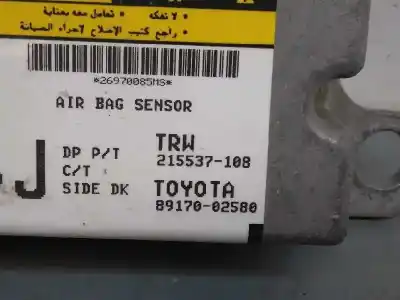 • لا تفكه • تعامل معه بعناية
• راجع كتيب الإصلاح لاجراء الصيانة
*26970085MS*
AIR BAG SENSOR
DP P/T TRW
C/T 215537-108
SIDE DK TOYOTA
89170-02580
J